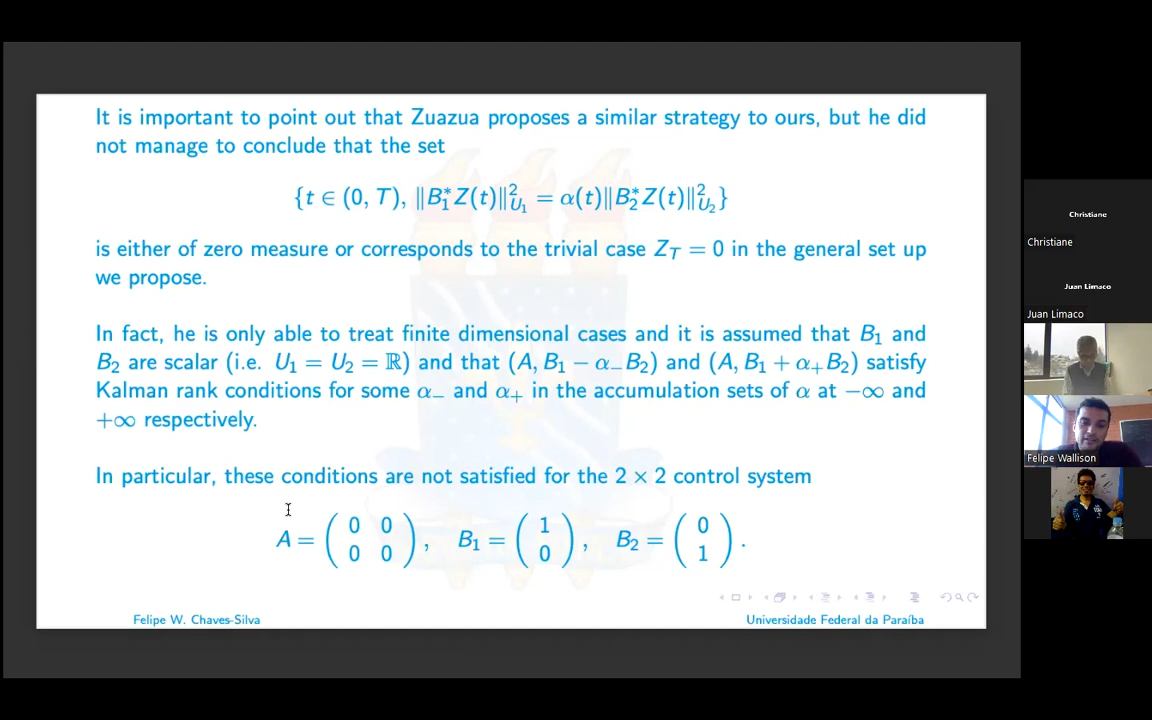 It is important to point out that Zuazua proposes a similar strategy to ours, but he did
not manage to conclude that the set
{t ∈ (0, T), ‖B₁*Z(t)‖²_{U₁} = α(t)‖B₂*Z(t)‖²_{U₂}}
is either of zero measure or corresponds to the trivial case Z_T = 0 in the general set up
we propose.
In fact, he is only able to treat finite dimensional cases and it is assumed that B₁ and
B₂ are scalar (i.e. U₁ = U₂ = ℝ) and that (A, B₁ − α₋B₂) and (A, B₁ + α₊B₂) satisfy
Kalman rank conditions for some α₋ and α₊ in the accumulation sets of α at −∞ and
+∞ respectively.
In particular, these conditions are not satisfied for the 2 × 2 control system
A = ( 0 0 ; 0 0 ), B₁ = ( 1 ; 0 ), B₂ = ( 0 ; 1 ).
Felipe W. Chaves-Silva
Universidade Federal da Paraíba
Christiane
Christiane
Juan Limaco
Juan Limaco
Felipe Wallison